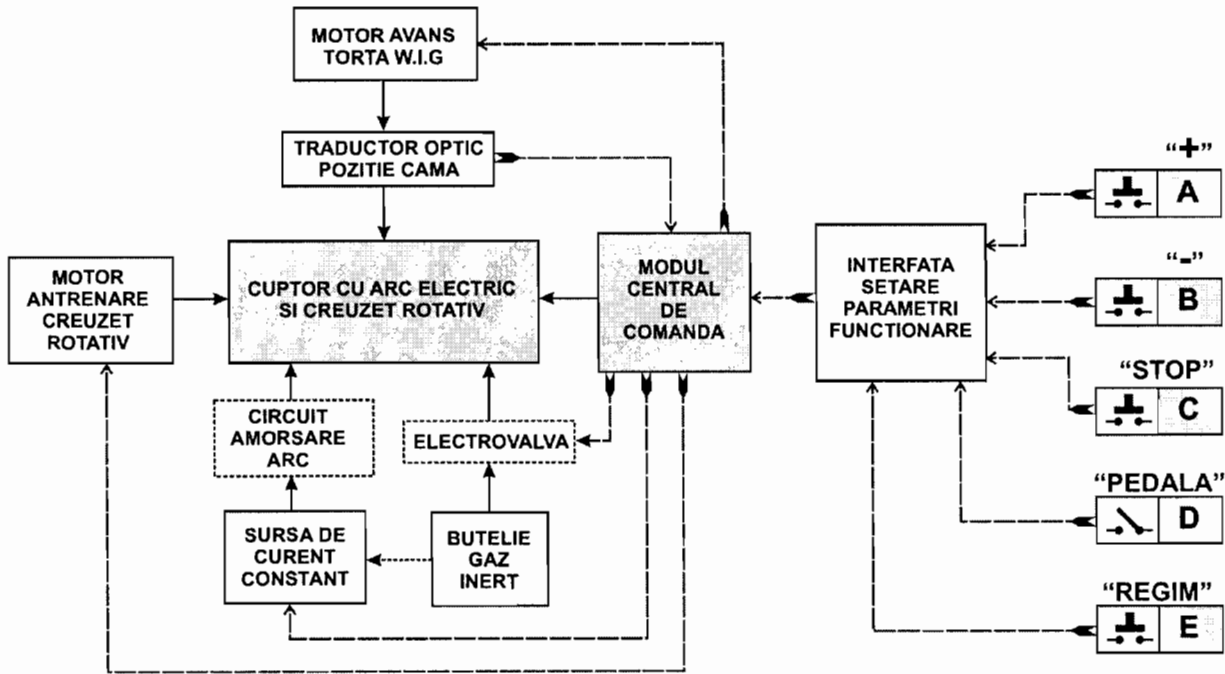 MOTOR AVANS
TORTA W.I.G
TRADUCTOR OPTIC
POZITIE CAMA
MOTOR
ANTRENARE
CREUZET
ROTATIV
CUPTOR CU ARC ELECTRIC
SI CREUZET ROTATIV
MODUL
CENTRAL
DE
COMANDA
INTERFATA
SETARE
PARAMETRI
FUNCTIONARE
CIRCUIT
AMORSARE
ARC
ELECTROVALVA
SURSA DE
CURENT
CONSTANT
BUTELIE
GAZ
INERT
“+”
A
“-”
B
“STOP”
C
“PEDALA”
D
“REGIM”
E